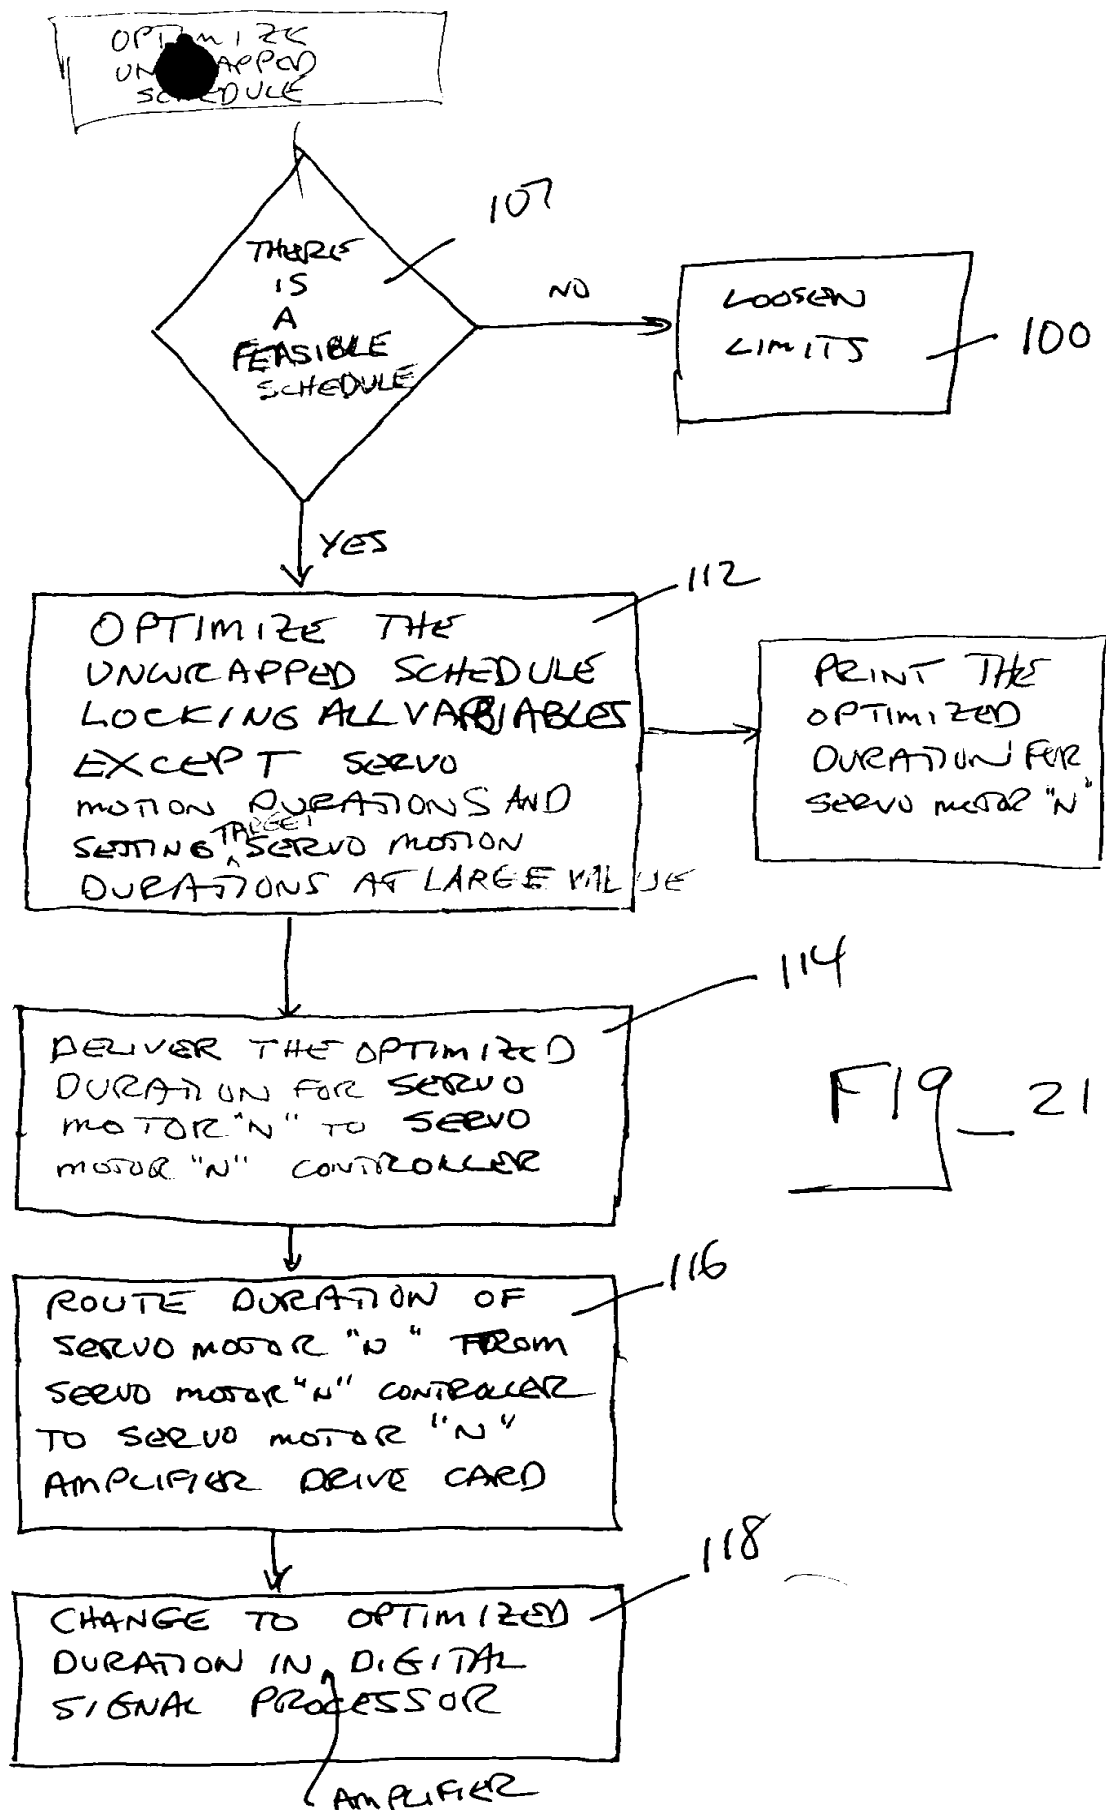 OPTIMIZE
UNWRAPPED
SCHEDULE
107
THERE
IS
A
FEASIBLE
SCHEDULE
NO
LOOSEN
LIMITS
100
YES
112
OPTIMIZE THE
UNWRAPPED SCHEDULE
LOCKING ALL VARIABLES
EXCEPT SERVO
MOTION DURATIONS AND
TARGET
SETTING SERVO MOTION
DURATIONS AT LARGE VALUE
PRINT THE
OPTIMIZED
DURATION FOR
SERVO MOTOR "N"
114
DELIVER THE OPTIMIZED
DURATION FOR SERVO
MOTOR "N" TO SERVO
MOTOR "N" CONTROLLER
FIG_21
116
ROUTE DURATION OF
SERVO MOTOR "N" FROM
SERVO MOTOR "N" CONTROLLER
TO SERVO MOTOR "N"
AMPLIFIER DRIVE CARD
118
CHANGE TO OPTIMIZED
DURATION IN DIGITAL
SIGNAL PROCESSOR
AMPLIFIER